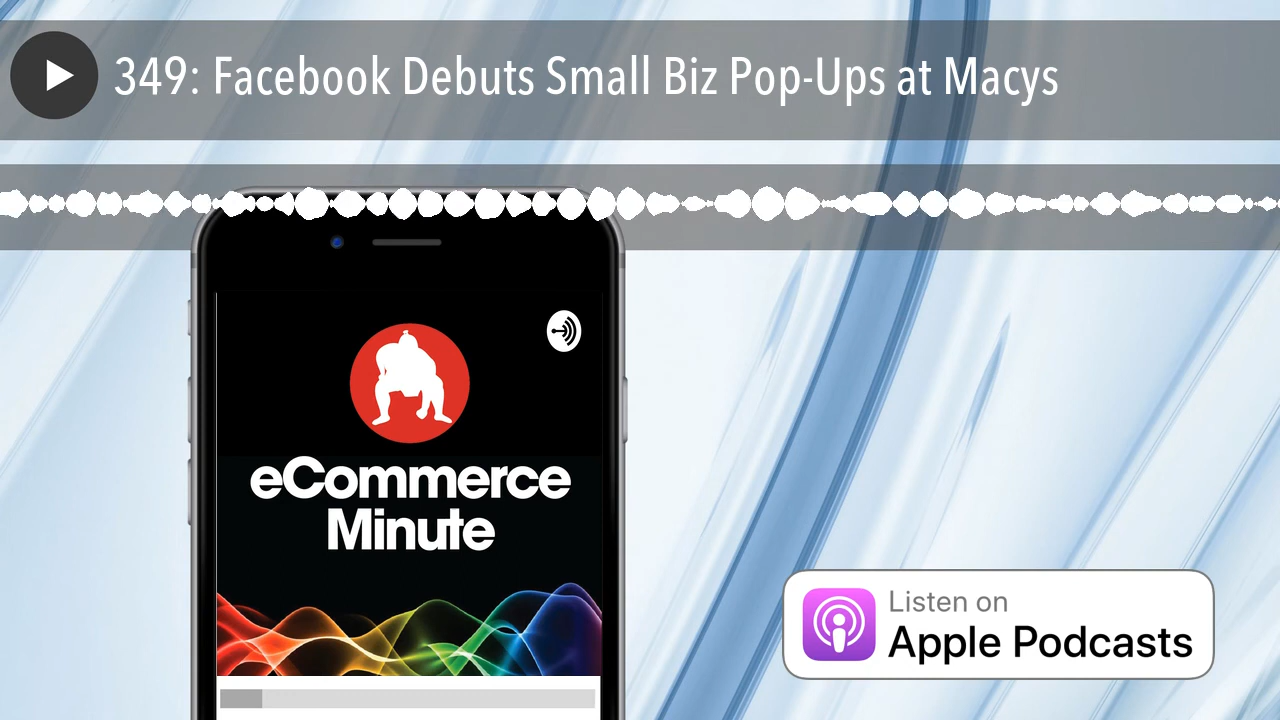 349: Facebook Debuts Small Biz Pop-Ups at Macys
eCommerce
Minute
Listen on
Apple Podcasts